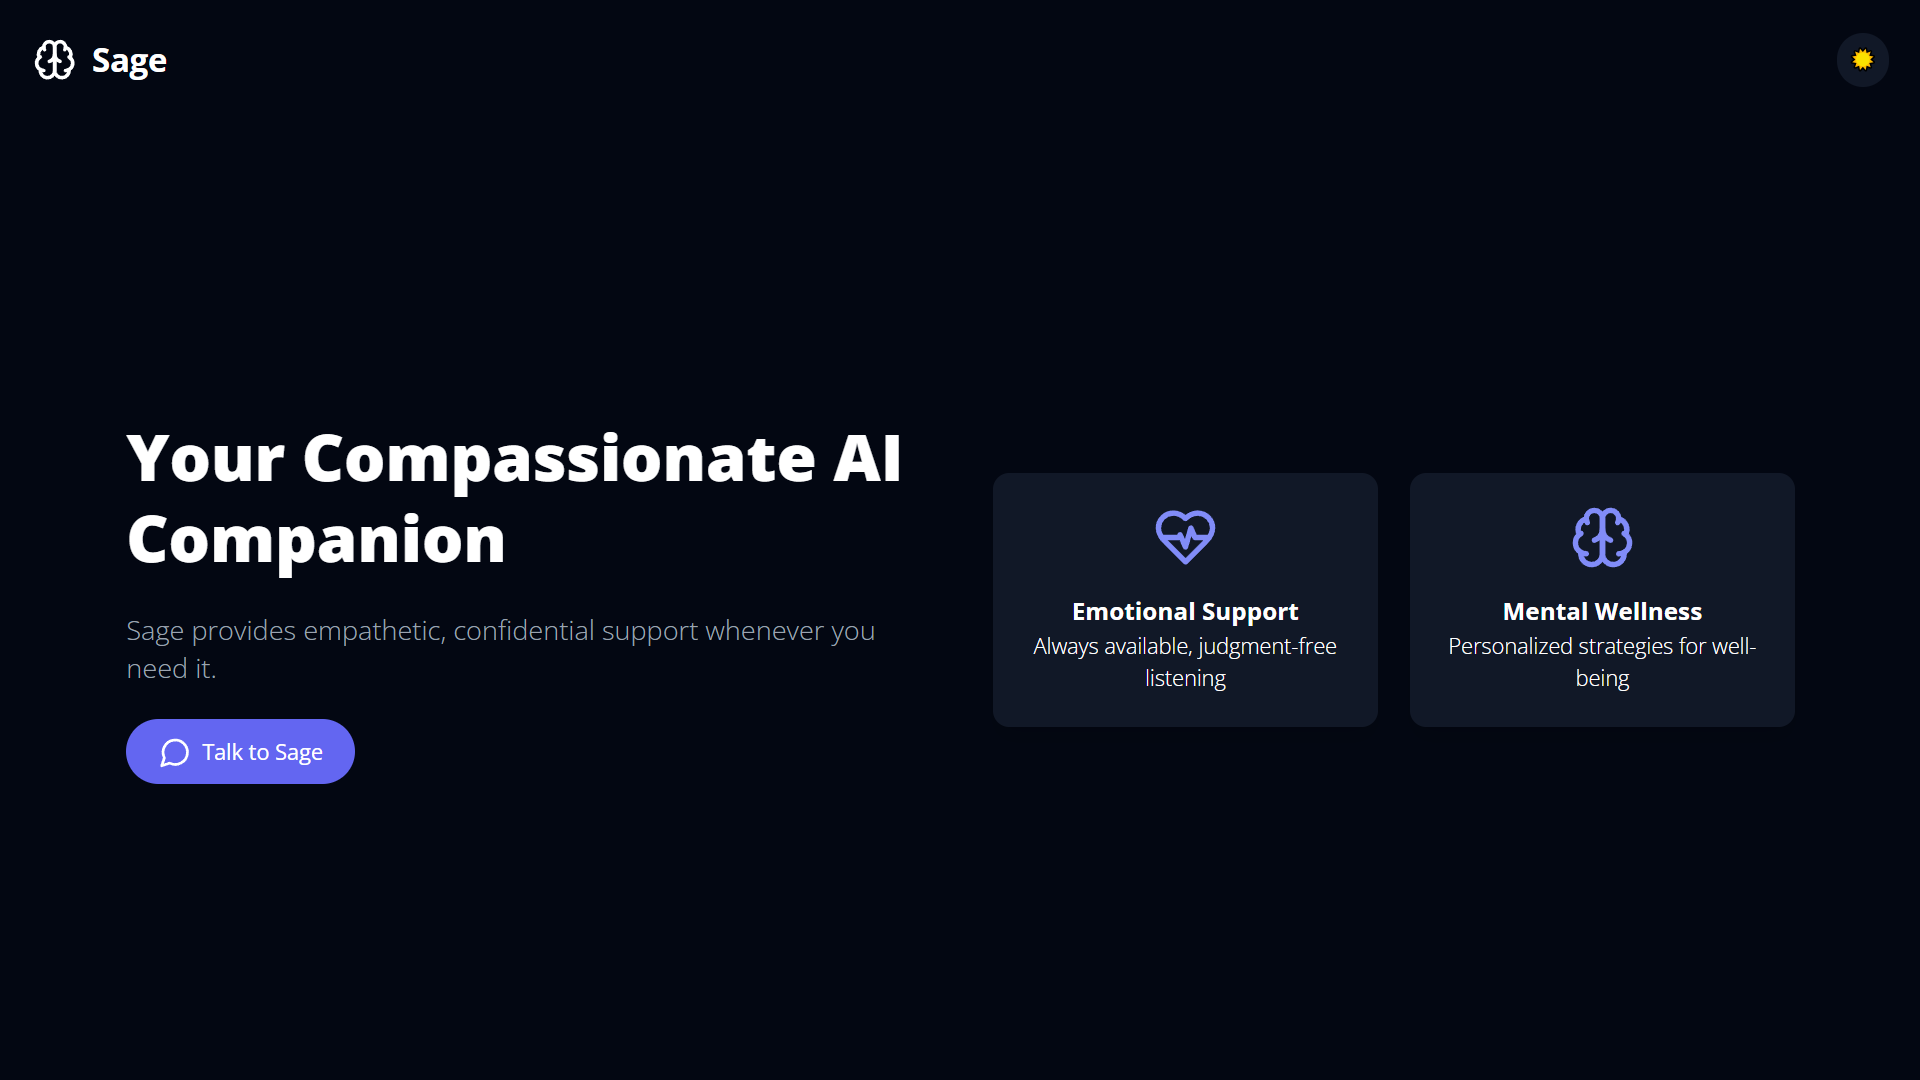 Sage
Your Compassionate AI
Companion
Sage provides empathetic, confidential support whenever you
need it.
Talk to Sage
Emotional Support
Always available, judgment-free
listening
Mental Wellness
Personalized strategies for well-
being